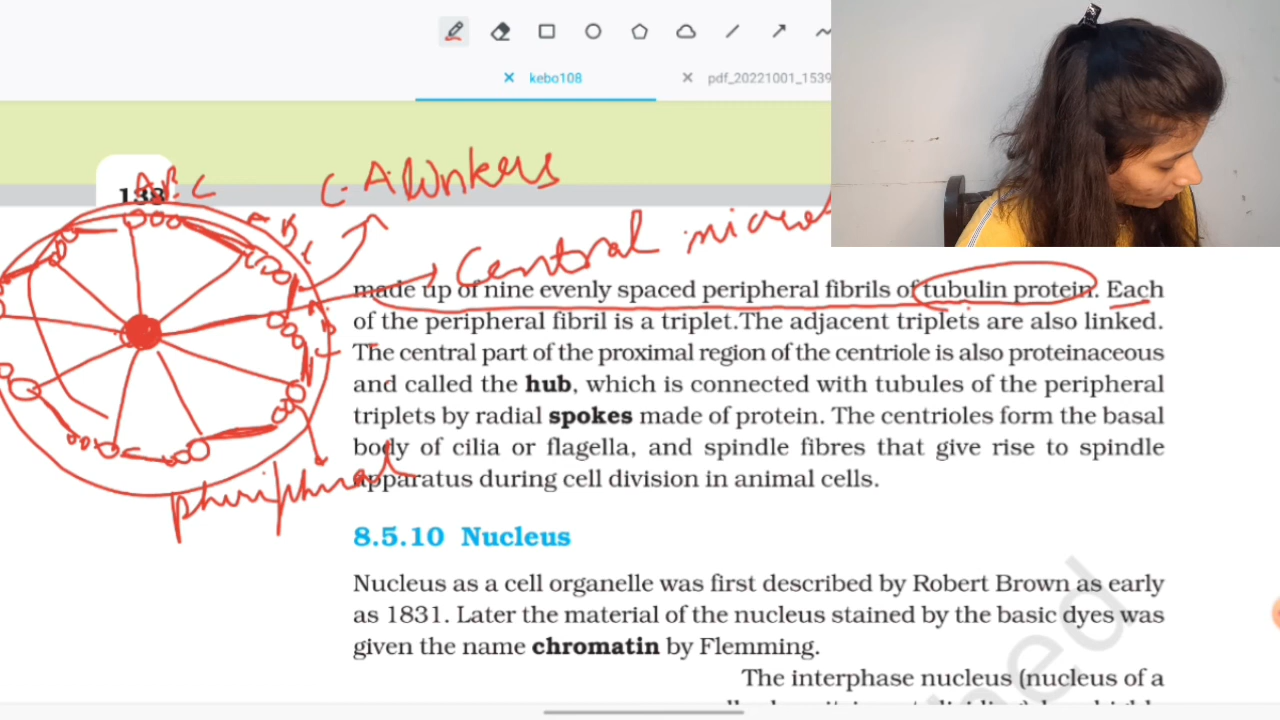 kebo108
pdf_20221001_1539
138
A B C
C-A linkers
A B C
Central
made up of nine evenly spaced peripheral fibrils of tubulin protein. Each
of the peripheral fibril is a triplet.The adjacent triplets are also linked.
The central part of the proximal region of the centriole is also proteinaceous
and called the hub, which is connected with tubules of the peripheral
triplets by radial spokes made of protein. The centrioles form the basal
body of cilia or flagella, and spindle fibres that give rise to spindle
apparatus during cell division in animal cells.
8.5.10 Nucleus
Nucleus as a cell organelle was first described by Robert Brown as early
as 1831. Later the material of the nucleus stained by the basic dyes was
given the name chromatin by Flemming.
The interphase nucleus (nucleus of a